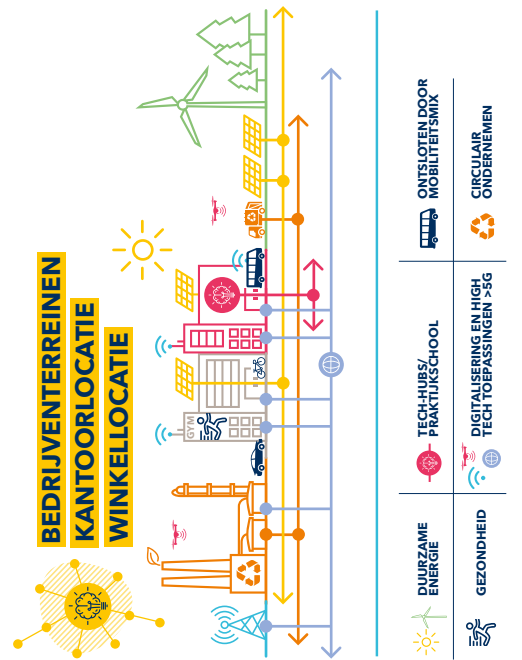 BEDRIJVENTERREINEN
KANTOORLOCATIE
WINKELLOCATIE
GYM
DUURZAME
ENERGIE
TECH-HUBS/
PRAKTIJKSCHOOL
ONTSLOTEN DOOR
MOBILITEITSMIX
GEZONDHEID
DIGITALISERING EN HIGH
TECH TOEPASSINGEN >5G
CIRCULAIR
ONDERNEMEN